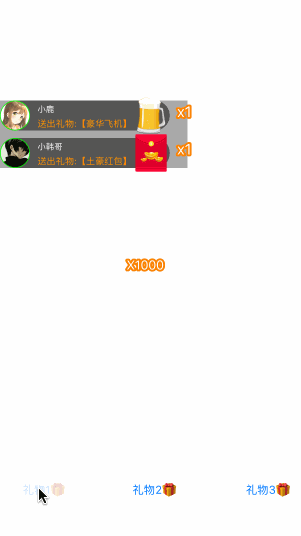 小鹿
送出礼物:【豪华飞机】
x1
小韩哥
送出礼物:【土豪红包】
x1
X1000
礼物1
礼物2
礼物3